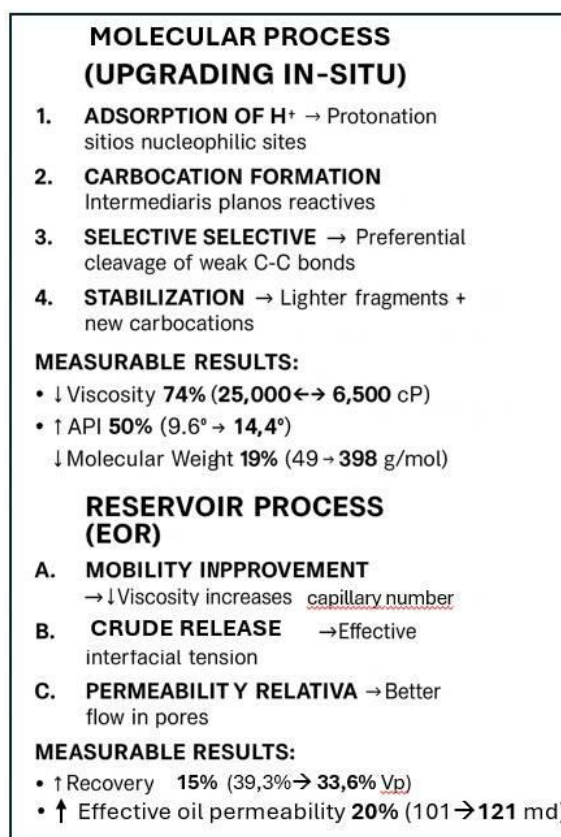 MOLECULAR PROCESS
(UPGRADING IN-SITU)
1. ADSORPTION OF H⁺ → Protonation
sitios nucleophilic sites
2. CARBOCATION FORMATION
Intermediaris planos reactives
3. SELECTIVE SELECTIVE → Preferential
cleavage of weak C-C bonds
4. STABILIZATION → Lighter fragments +
new carbocations
MEASURABLE RESULTS:
• ↓Viscosity 74% (25,000←→ 6,500 cP)
• ↑API 50% (9.6° → 14,4°)
↓Molecular Weight 19% (49→398 g/mol)
RESERVOIR PROCESS
(EOR)
A. MOBILITY INPPROVEMENT
→↓Viscosity increases capillary number
B. CRUDE RELEASE →Effective
interfacial tension
C. PERMEABILITY RELATIVA →Better
flow in pores
MEASURABLE RESULTS:
• ↑Recovery 15% (39,3%→ 33,6% Vp)
• ↑ Effective oil permeability 20% (101→121 md)